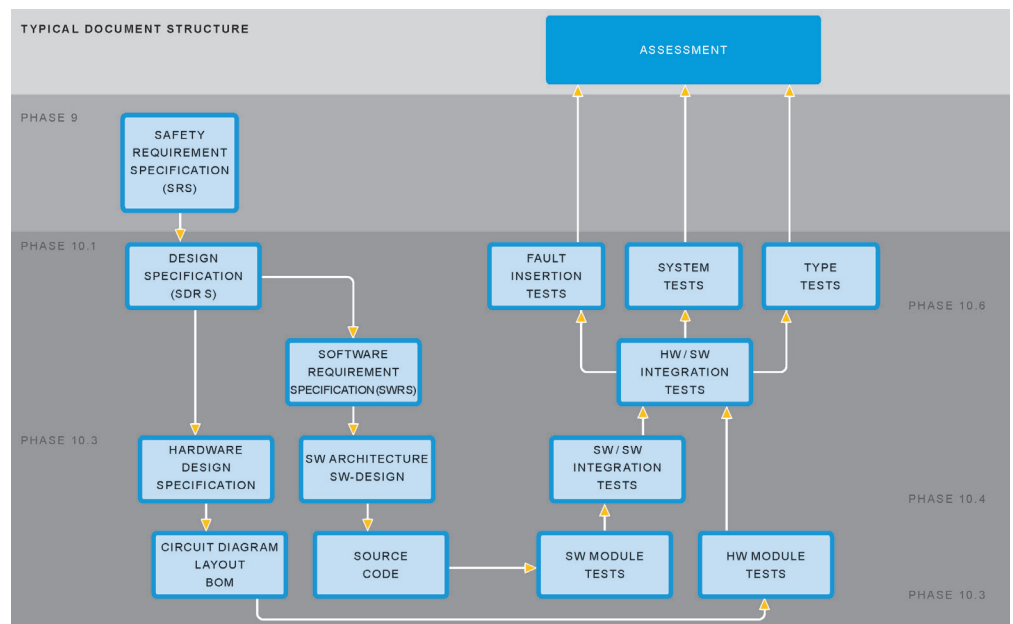 TYPICAL DOCUMENT STRUCTURE
ASSESSMENT
PHASE 9
SAFETY
REQUIREMENT
SPECIFICATION
(SRS)
PHASE 10.1
DESIGN
SPECIFICATION
(SDR S)
FAULT
INSERTION
TESTS
SYSTEM
TESTS
TYPE
TESTS
PHASE 10.6
SOFTWARE
REQUIREMENT
SPECIFICATION(SWRS)
HW / SW
INTEGRATION
TESTS
PHASE 10.3
HARDWARE
DESIGN
SPECIFICATION
SW ARCHITECTURE
SW-DESIGN
SW / SW
INTEGRATION
TESTS
PHASE 10.4
CIRCUIT DIAGRAM
LAYOUT
BOM
SOURCE
CODE
SW MODULE
TESTS
HW MODULE
TESTS
PHASE 10.3